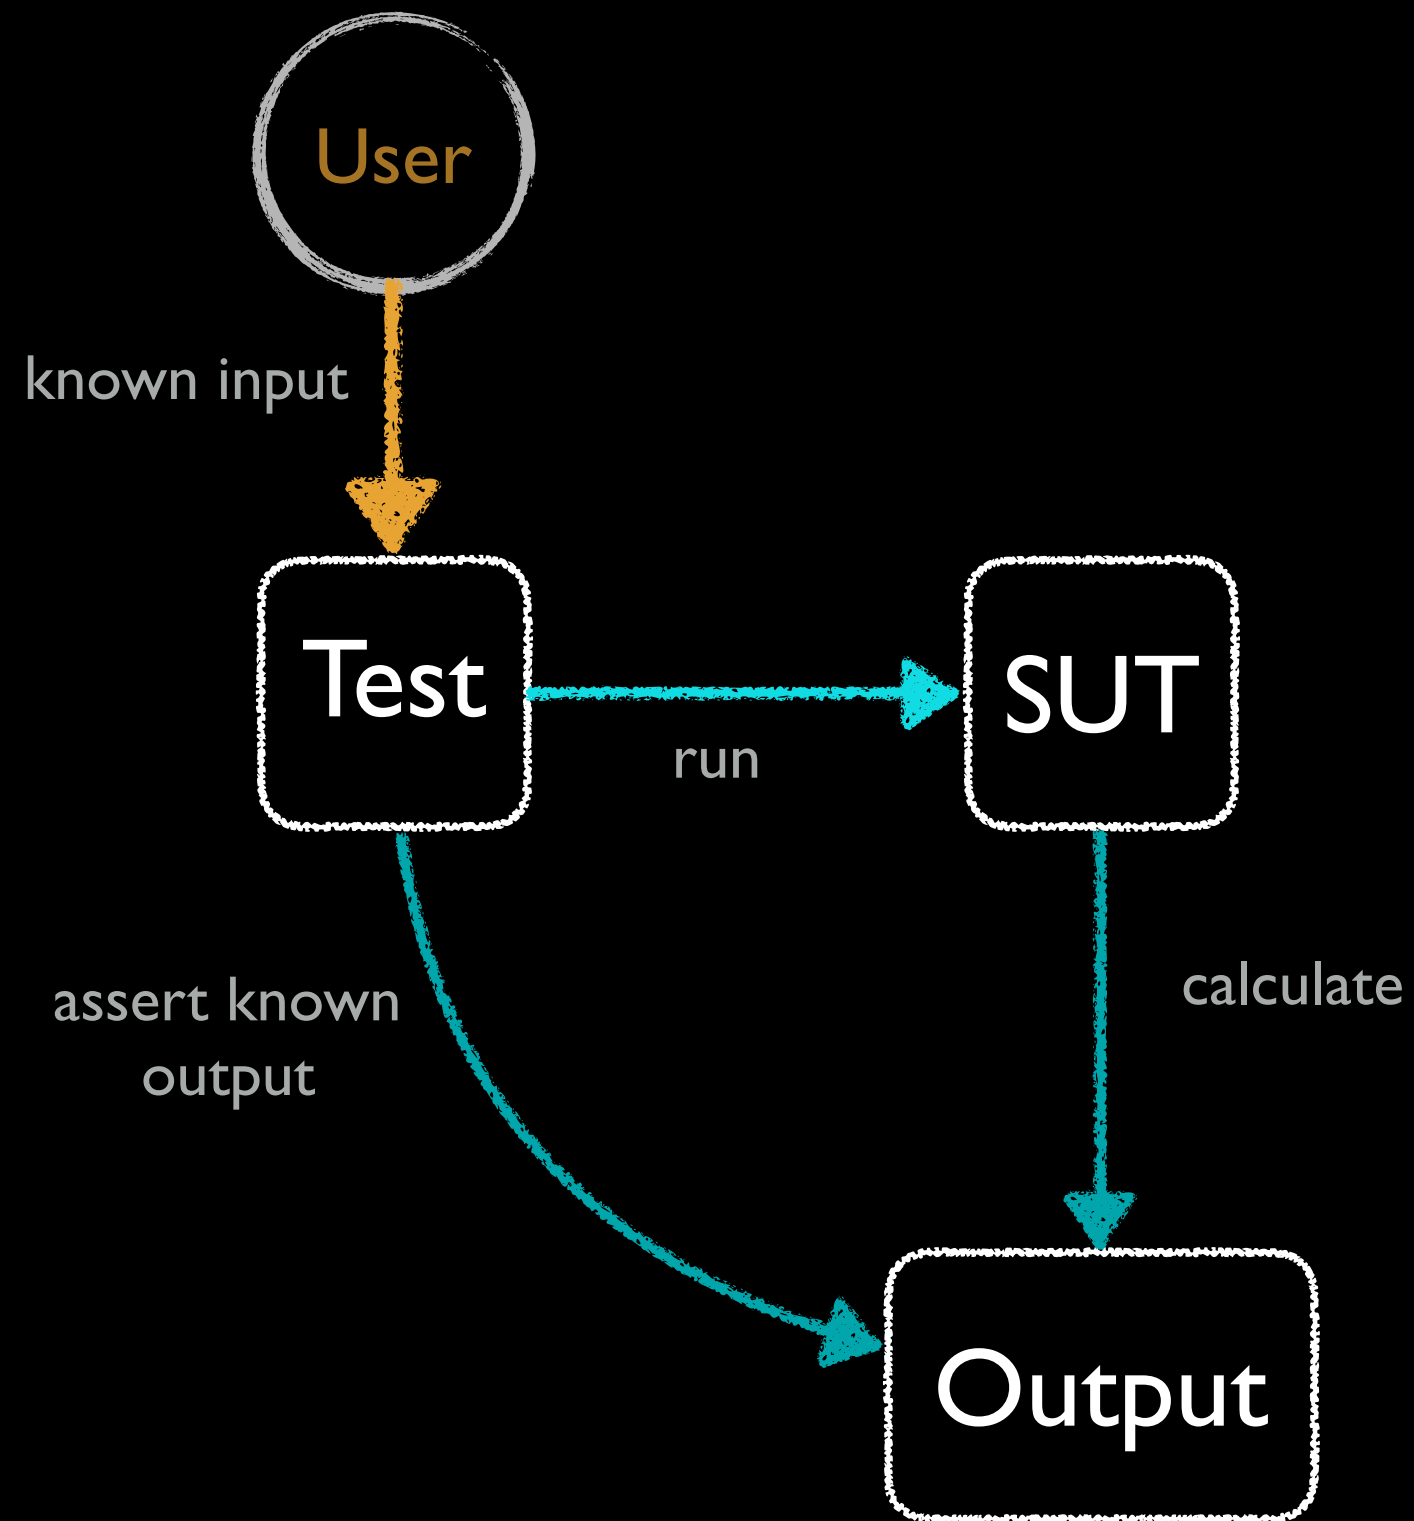 User
known input
Test
SUT
run
assert known
output
calculate
Output